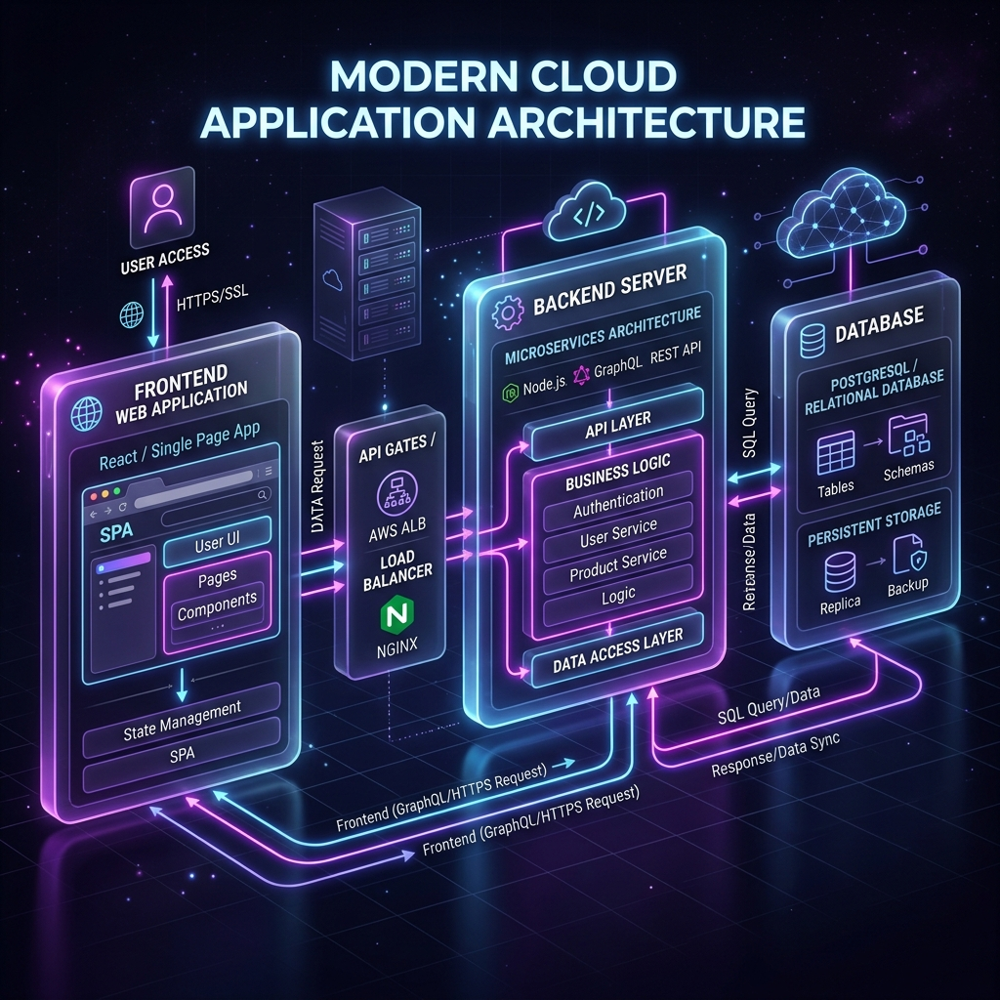 MODERN CLOUD
APPLICATION ARCHITECTURE
USER ACCESS
HTTPS/SSL
FRONTEND
WEB APPLICATION
React / Single Page App
SPA
User UI
Pages
Components
...
State Management
SPA
DATA Request
API GATES /
AWS ALB
LOAD
BALANCER
NGINX
</>
BACKEND SERVER
MICROSERVICES ARCHITECTURE
Node.js
GraphQL
REST API
API LAYER
BUSINESS LOGIC
Authentication
User Service
Product Service
Logic
DATA ACCESS LAYER
SQL Query
DATABASE
POSTGRESQL /
RELATIONAL DATABASE
Tables
Schemas
PERSISTENT STORAGE
Replica
Backup
SQL Query/Data
Response/Data Sync
Frontend (GraphQL/HTTPS Request)
Frontend (GraphQL/HTTPS Request)